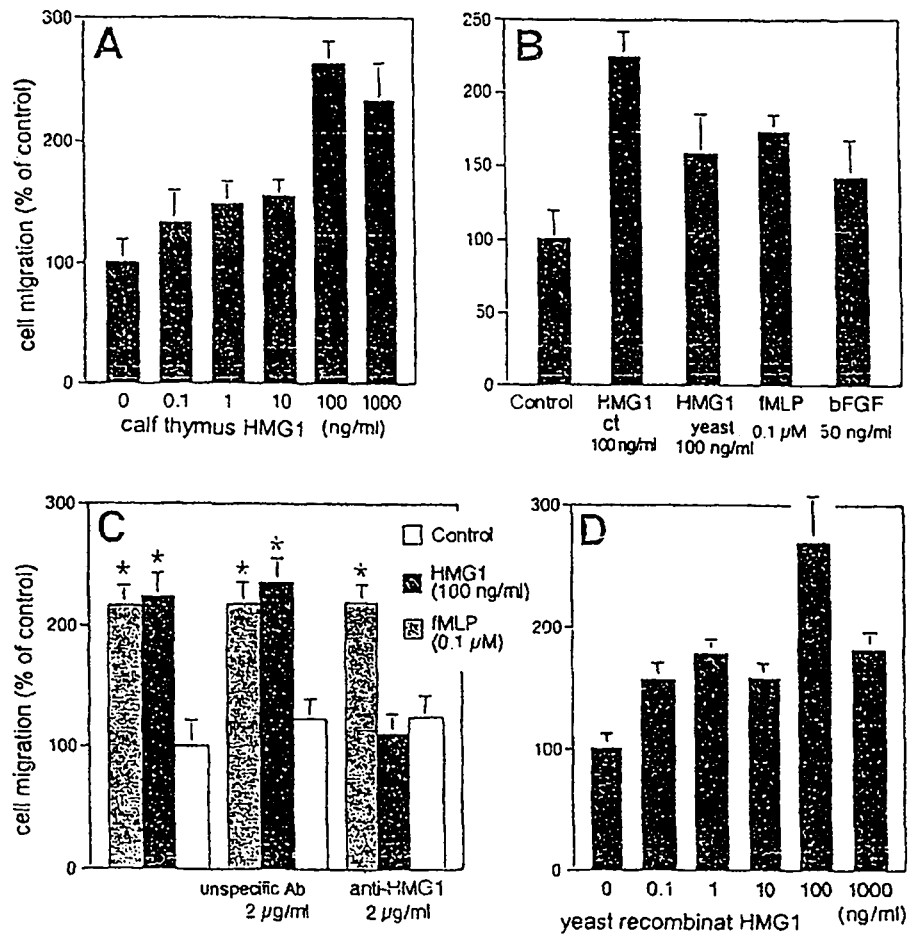 A
cell migration (% of control)
300
200
100
0
0 0.1 1 10 100 1000
calf thymus HMG1 (ng/ml)
B
250
200
150
100
50
0
Control
HMG1
ct
100 ng/ml
HMG1
yeast
100 ng/ml
fMLP
0.1 µM
bFGF
50 ng/ml
C
cell migration (% of control)
300
200
100
0
* * * * *
Control
HMG1
(100 ng/ml)
fMLP
(0.1 µM)
unspecific Ab
2 µg/ml
anti-HMG1
2 µg/ml
D
300
200
100
0
0 0.1 1 10 100 1000
yeast recombinat HMG1 (ng/ml)